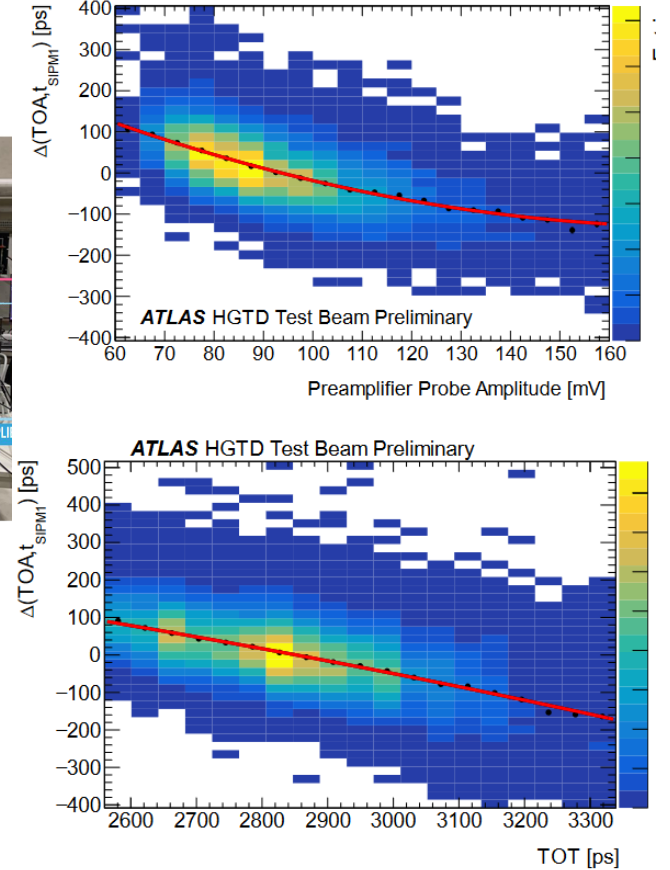 400
300
200
100
0
−100
−200
−300
−400
Δ(TOA,t_SIPM1) [ps]
ATLAS HGTD Test Beam Preliminary
60 70 80 90 100 110 120 130 140 150 160
Preamplifier Probe Amplitude [mV]
ATLAS HGTD Test Beam Preliminary
500
400
300
200
100
0
−100
−200
−300
−400
Δ(TOA,t_SIPM1) [ps]
2600 2700 2800 2900 3000 3100 3200 3300
TOT [ps]